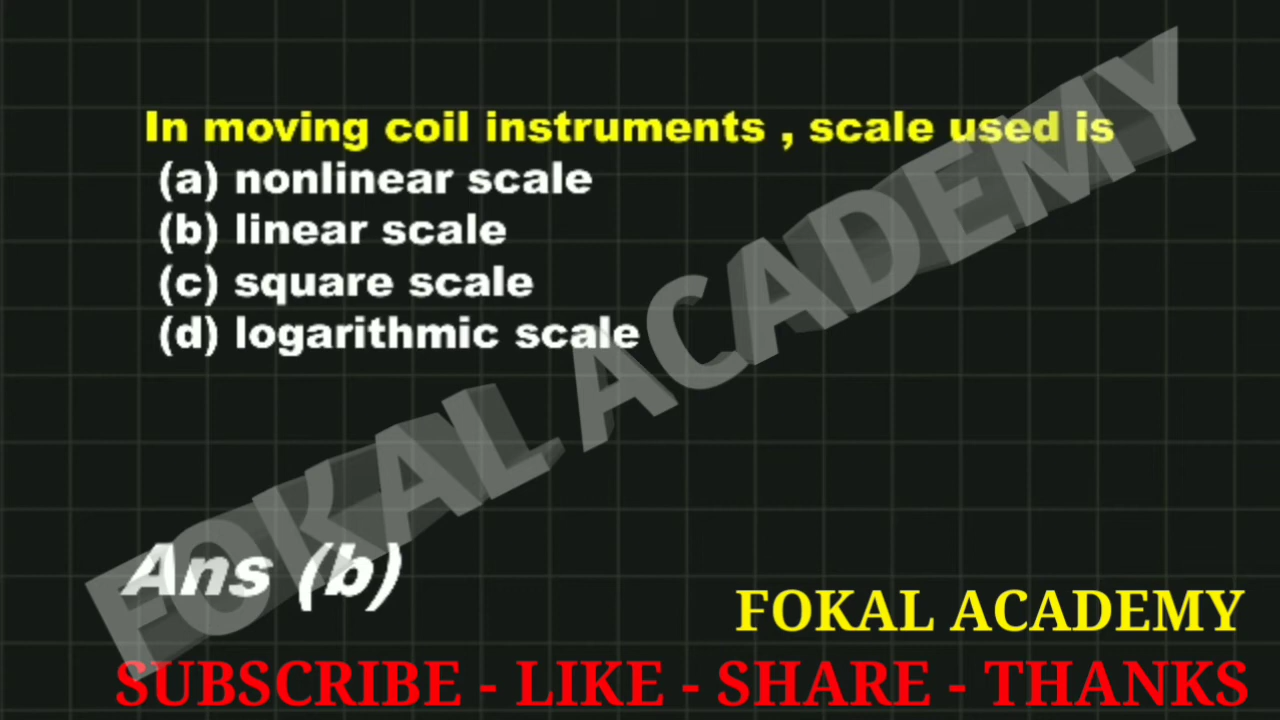 In moving coil instruments , scale used is
(a) nonlinear scale
(b) linear scale
(c) square scale
(d) logarithmic scale
FOKAL ACADEMY
Ans (b)
FOKAL ACADEMY
SUBSCRIBE - LIKE - SHARE - THANKS